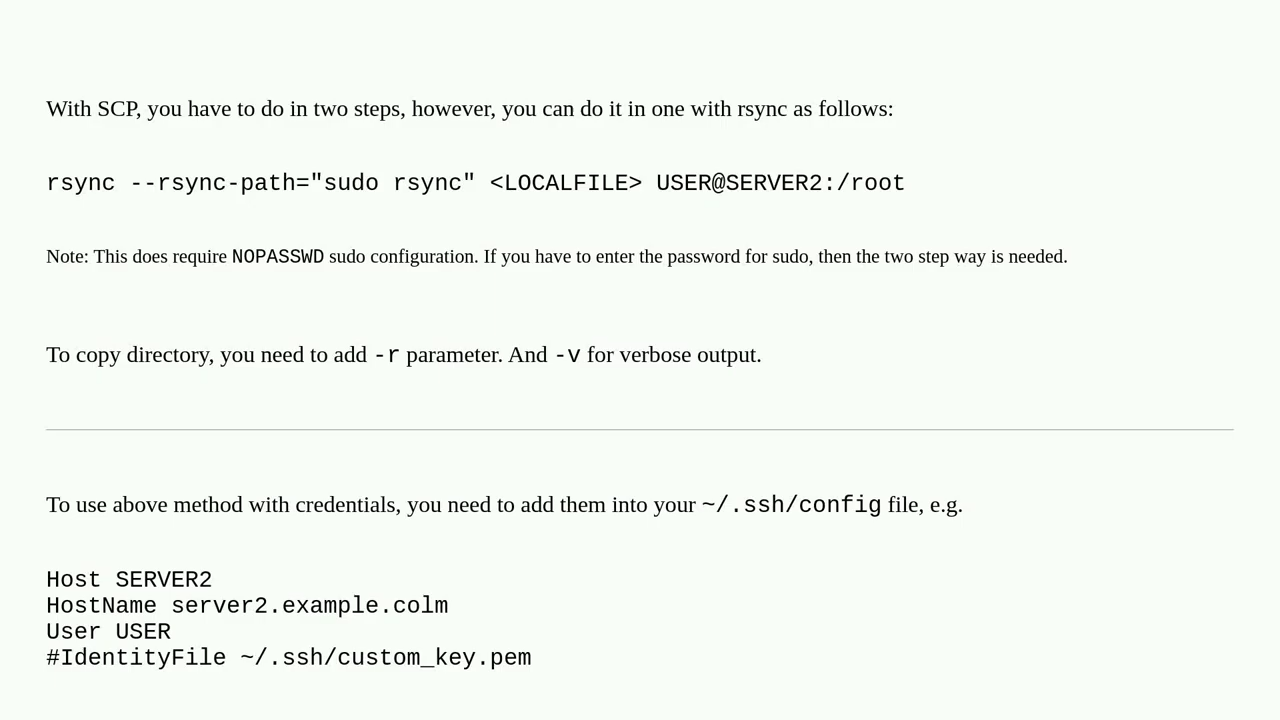 With SCP, you have to do in two steps, however, you can do it in one with rsync as follows:
rsync --rsync-path="sudo rsync" <LOCALFILE> USER@SERVER2:/root
Note: This does require NOPASSWD sudo configuration. If you have to enter the password for sudo, then the two step way is needed.
To copy directory, you need to add -r parameter. And -v for verbose output.
To use above method with credentials, you need to add them into your ~/.ssh/config file, e.g.
Host SERVER2
HostName server2.example.colm
User USER
#IdentityFile ~/.ssh/custom_key.pem